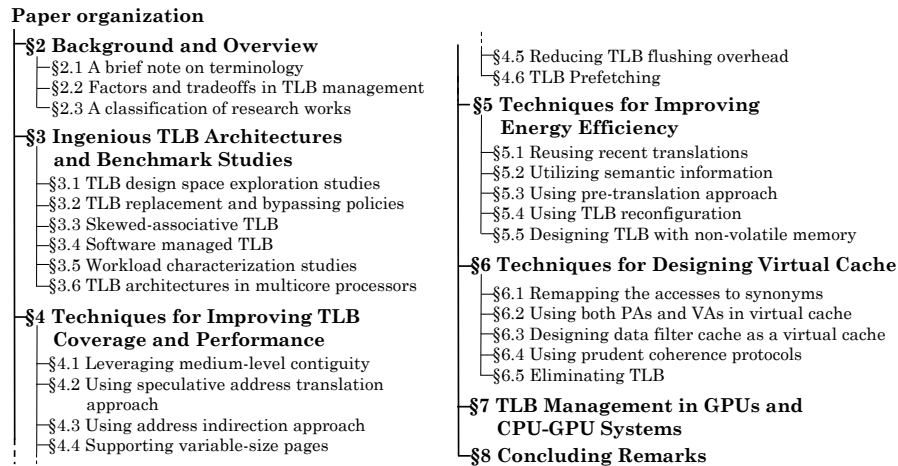 Paper organization
§2 Background and Overview
§2.1 A brief note on terminology
§2.2 Factors and tradeoffs in TLB management
§2.3 A classification of research works
§3 Ingenious TLB Architectures
and Benchmark Studies
§3.1 TLB design space exploration studies
§3.2 TLB replacement and bypassing policies
§3.3 Skewed-associative TLB
§3.4 Software managed TLB
§3.5 Workload characterization studies
§3.6 TLB architectures in multicore processors
§4 Techniques for Improving TLB
Coverage and Performance
§4.1 Leveraging medium-level contiguity
§4.2 Using speculative address translation
approach
§4.3 Using address indirection approach
§4.4 Supporting variable-size pages
§4.5 Reducing TLB flushing overhead
§4.6 TLB Prefetching
§5 Techniques for Improving
Energy Efficiency
§5.1 Reusing recent translations
§5.2 Utilizing semantic information
§5.3 Using pre-translation approach
§5.4 Using TLB reconfiguration
§5.5 Designing TLB with non-volatile memory
§6 Techniques for Designing Virtual Cache
§6.1 Remapping the accesses to synonyms
§6.2 Using both PAs and VAs in virtual cache
§6.3 Designing data filter cache as a virtual cache
§6.4 Using prudent coherence protocols
§6.5 Eliminating TLB
§7 TLB Management in GPUs and
CPU-GPU Systems
§8 Concluding Remarks